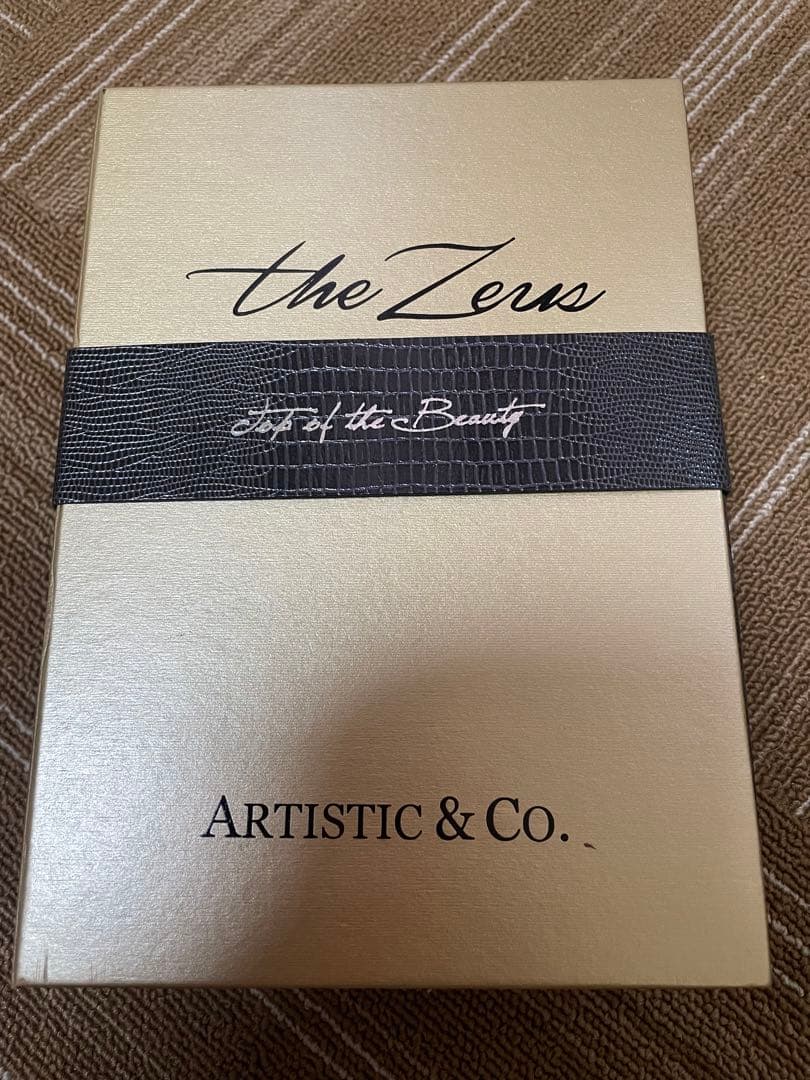 the Zeus
Top of the Beauty
ARTISTIC & CO.